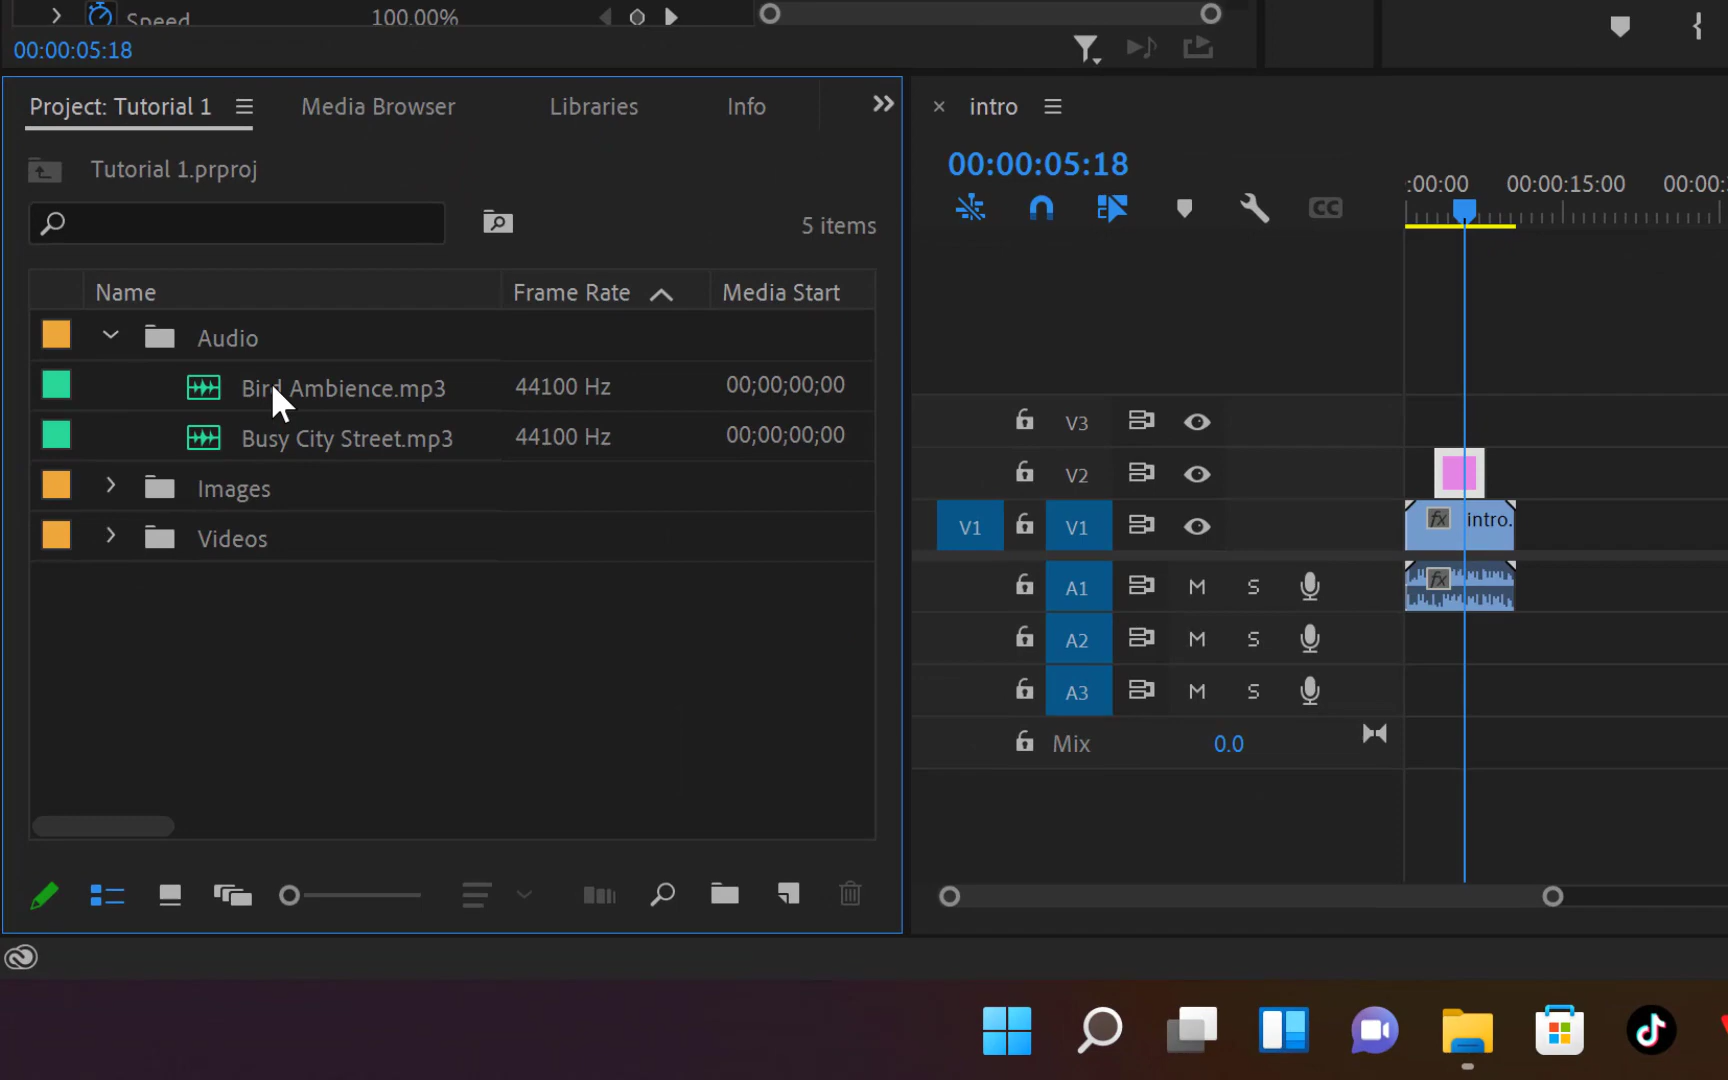 Speed 100.00%
00:00:05:18
Project: Tutorial 1 Media Browser Libraries Info
Tutorial 1.prproj
5 items
Name Frame Rate Media Start
Audio
Bird Ambience.mp3 44100 Hz 00;00;00;00
Busy City Street.mp3 44100 Hz 00;00;00;00
Images
Videos
intro
00:00:05:18
:00:00 00:00:15:00 00:00:
CC
V3
V2
V1 V1 fx intro.
A1 M S fx
A2 M S
A3 M S
Mix 0.0